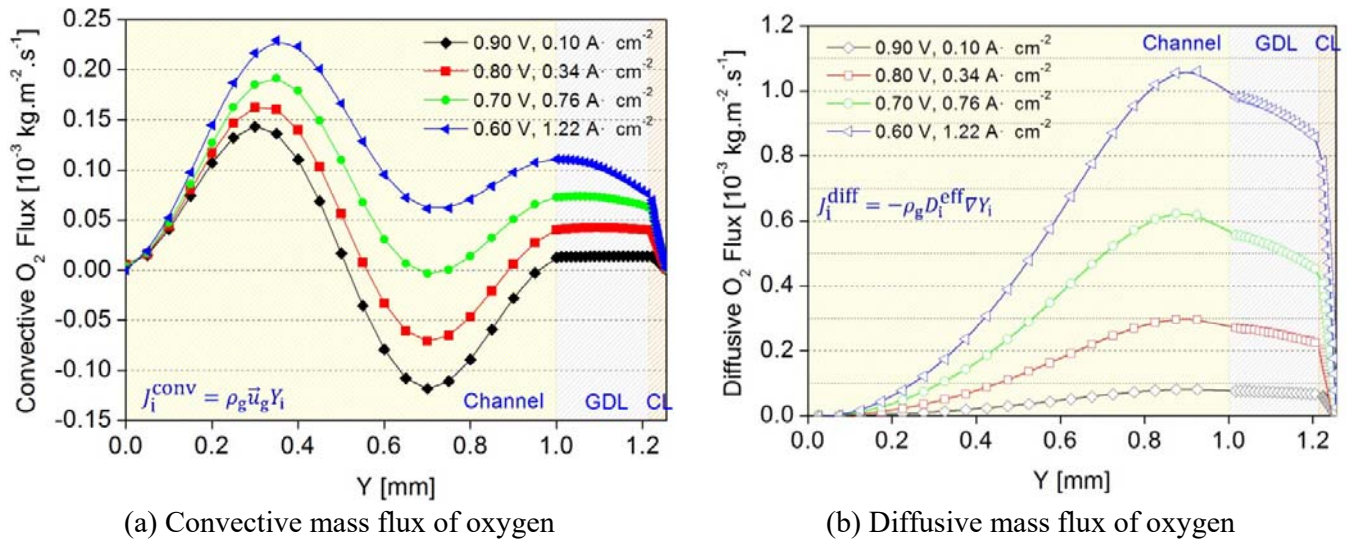 0.25
0.20
0.15
0.10
0.05
0.00
-0.05
-0.10
-0.15
Convective O₂ Flux [10⁻³ kg.m⁻².s⁻¹]
0.90 V, 0.10 A· cm⁻²
0.80 V, 0.34 A· cm⁻²
0.70 V, 0.76 A· cm⁻²
0.60 V, 1.22 A· cm⁻²
J_i^conv = ρ_g u⃗_g Y_i
Channel GDL CL
0.0 0.2 0.4 0.6 0.8 1.0 1.2
Y [mm]
(a) Convective mass flux of oxygen
1.2
1.0
0.8
0.6
0.4
0.2
0.0
Diffusive O₂ Flux [10⁻³ kg.m⁻².s⁻¹]
Channel GDL CL
0.90 V, 0.10 A· cm⁻²
0.80 V, 0.34 A· cm⁻²
0.70 V, 0.76 A· cm⁻²
0.60 V, 1.22 A· cm⁻²
J_i^diff = −ρ_g D_i^eff ∇Y_i
0.0 0.2 0.4 0.6 0.8 1.0 1.2
Y [mm]
(b) Diffusive mass flux of oxygen